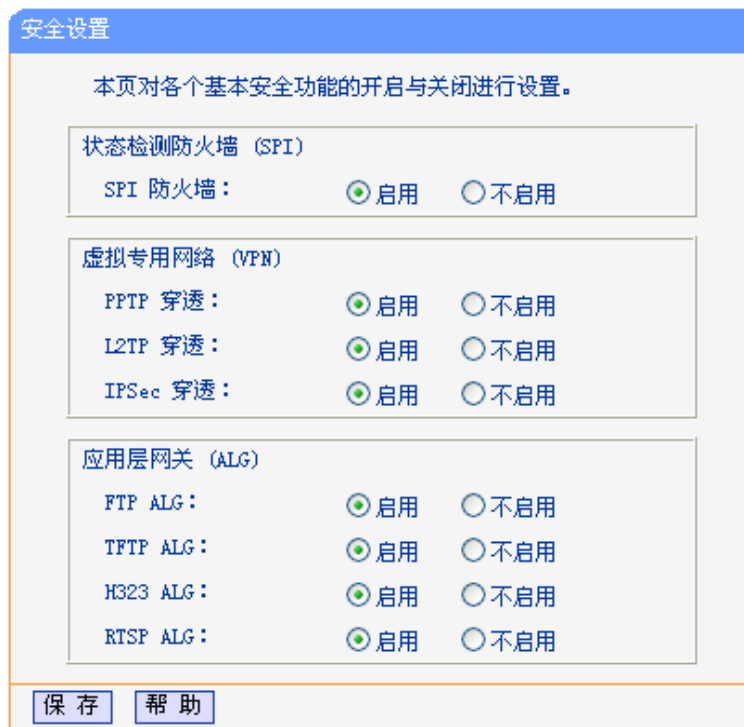 安全设置
本页对各个基本安全功能的开启与关闭进行设置。
状态检测防火墙 (SPI)
SPI 防火墙： 启用 不启用
虚拟专用网络 (VPN)
PPTP 穿透： 启用 不启用
L2TP 穿透： 启用 不启用
IPSec 穿透： 启用 不启用
应用层网关 (ALG)
FTP ALG： 启用 不启用
TFTP ALG： 启用 不启用
H323 ALG： 启用 不启用
RTSP ALG： 启用 不启用
保 存 帮 助